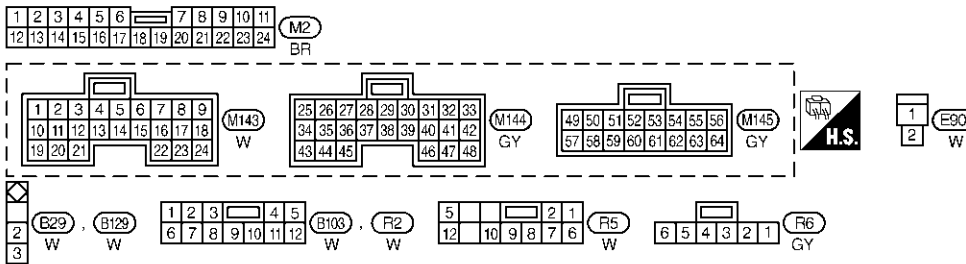 1 2 3 4 5 6 7 8 9 10 11
12 13 14 15 16 17 18 19 20 21 22 23 24
M2
BR
1 2 3 4 5 6 7 8 9
10 11 12 13 14 15 16 17 18
19 20 21 22 23 24
M143
W
25 26 27 28 29 30 31 32 33
34 35 36 37 38 39 40 41 42
43 44 45 46 47 48
M144
GY
49 50 51 52 53 54 55 56
57 58 59 60 61 62 63 64
M145
GY
H.S.
1
2
E90
W
2
3
B29 , B129
W W
1 2 3 4 5
6 7 8 9 10 11 12
B103 , R2
W W
5 2 1
12 10 9 8 7 6
R5
W
6 5 4 3 2 1
R6
GY